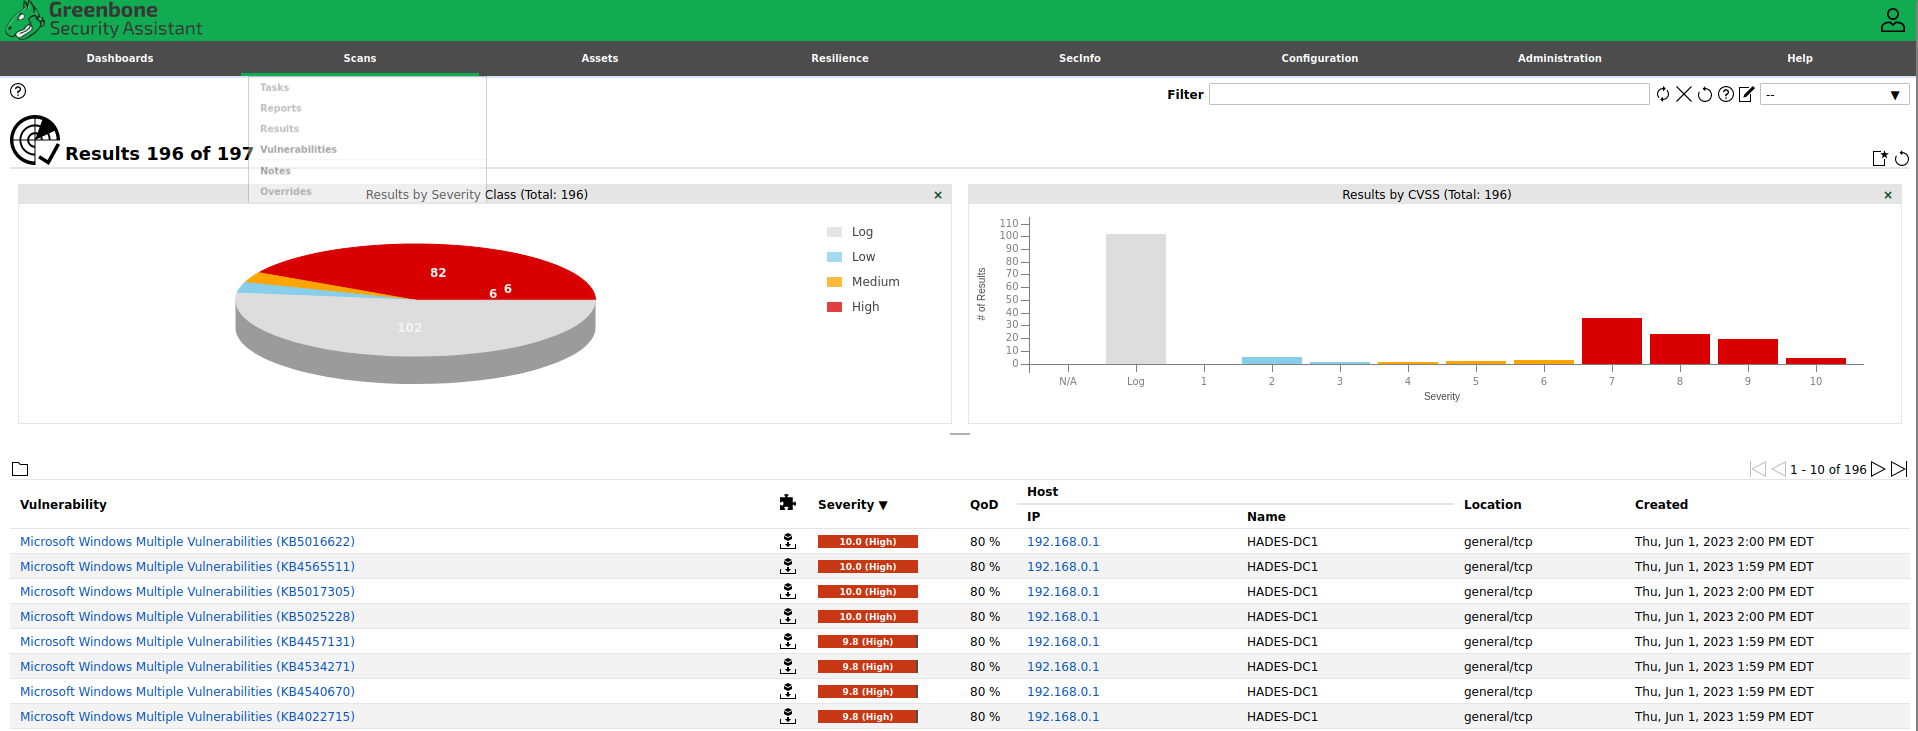 Greenbone
Security Assistant
Dashboards Scans Assets Resilience SecInfo Configuration Administration Help
Tasks
Reports
Results
Vulnerabilities
Notes
Overrides
Filter --
Results 196 of 197
Results by Severity Class (Total: 196)
82
6 6
102
Log
Low
Medium
High
Results by CVSS (Total: 196)
110
100
90
80
70
60
50
40
30
20
10
0
# of Results
N/A Log 1 2 3 4 5 6 7 8 9 10
Severity
1 - 10 of 196
Vulnerability Severity ▼ QoD Host Location Created
IP Name
Microsoft Windows Multiple Vulnerabilities (KB5016622) 10.0 (High) 80 % 192.168.0.1 HADES-DC1 general/tcp Thu, Jun 1, 2023 2:00 PM EDT
Microsoft Windows Multiple Vulnerabilities (KB4565511) 10.0 (High) 80 % 192.168.0.1 HADES-DC1 general/tcp Thu, Jun 1, 2023 1:59 PM EDT
Microsoft Windows Multiple Vulnerabilities (KB5017305) 10.0 (High) 80 % 192.168.0.1 HADES-DC1 general/tcp Thu, Jun 1, 2023 2:00 PM EDT
Microsoft Windows Multiple Vulnerabilities (KB5025228) 10.0 (High) 80 % 192.168.0.1 HADES-DC1 general/tcp Thu, Jun 1, 2023 2:00 PM EDT
Microsoft Windows Multiple Vulnerabilities (KB4457131) 9.8 (High) 80 % 192.168.0.1 HADES-DC1 general/tcp Thu, Jun 1, 2023 1:59 PM EDT
Microsoft Windows Multiple Vulnerabilities (KB4534271) 9.8 (High) 80 % 192.168.0.1 HADES-DC1 general/tcp Thu, Jun 1, 2023 1:59 PM EDT
Microsoft Windows Multiple Vulnerabilities (KB4540670) 9.8 (High) 80 % 192.168.0.1 HADES-DC1 general/tcp Thu, Jun 1, 2023 1:59 PM EDT
Microsoft Windows Multiple Vulnerabilities (KB4022715) 9.8 (High) 80 % 192.168.0.1 HADES-DC1 general/tcp Thu, Jun 1, 2023 1:59 PM EDT